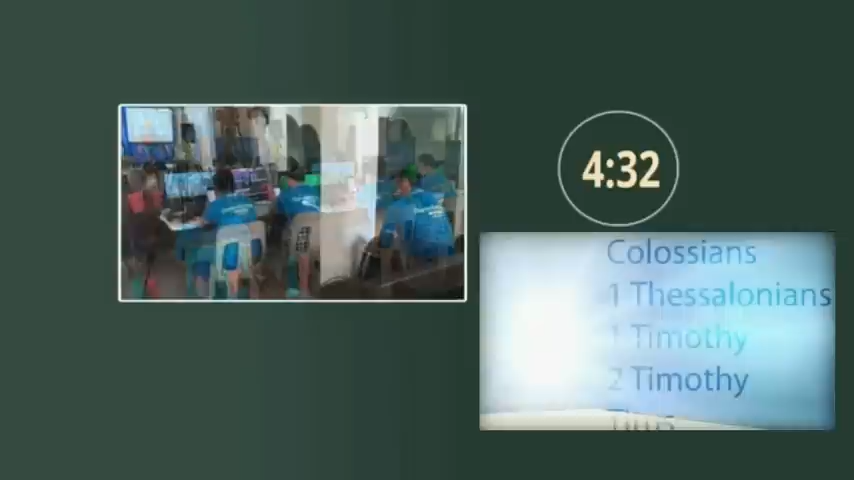 4:32
Colossians
1 Thessalonians
1 Timothy
2 Timothy